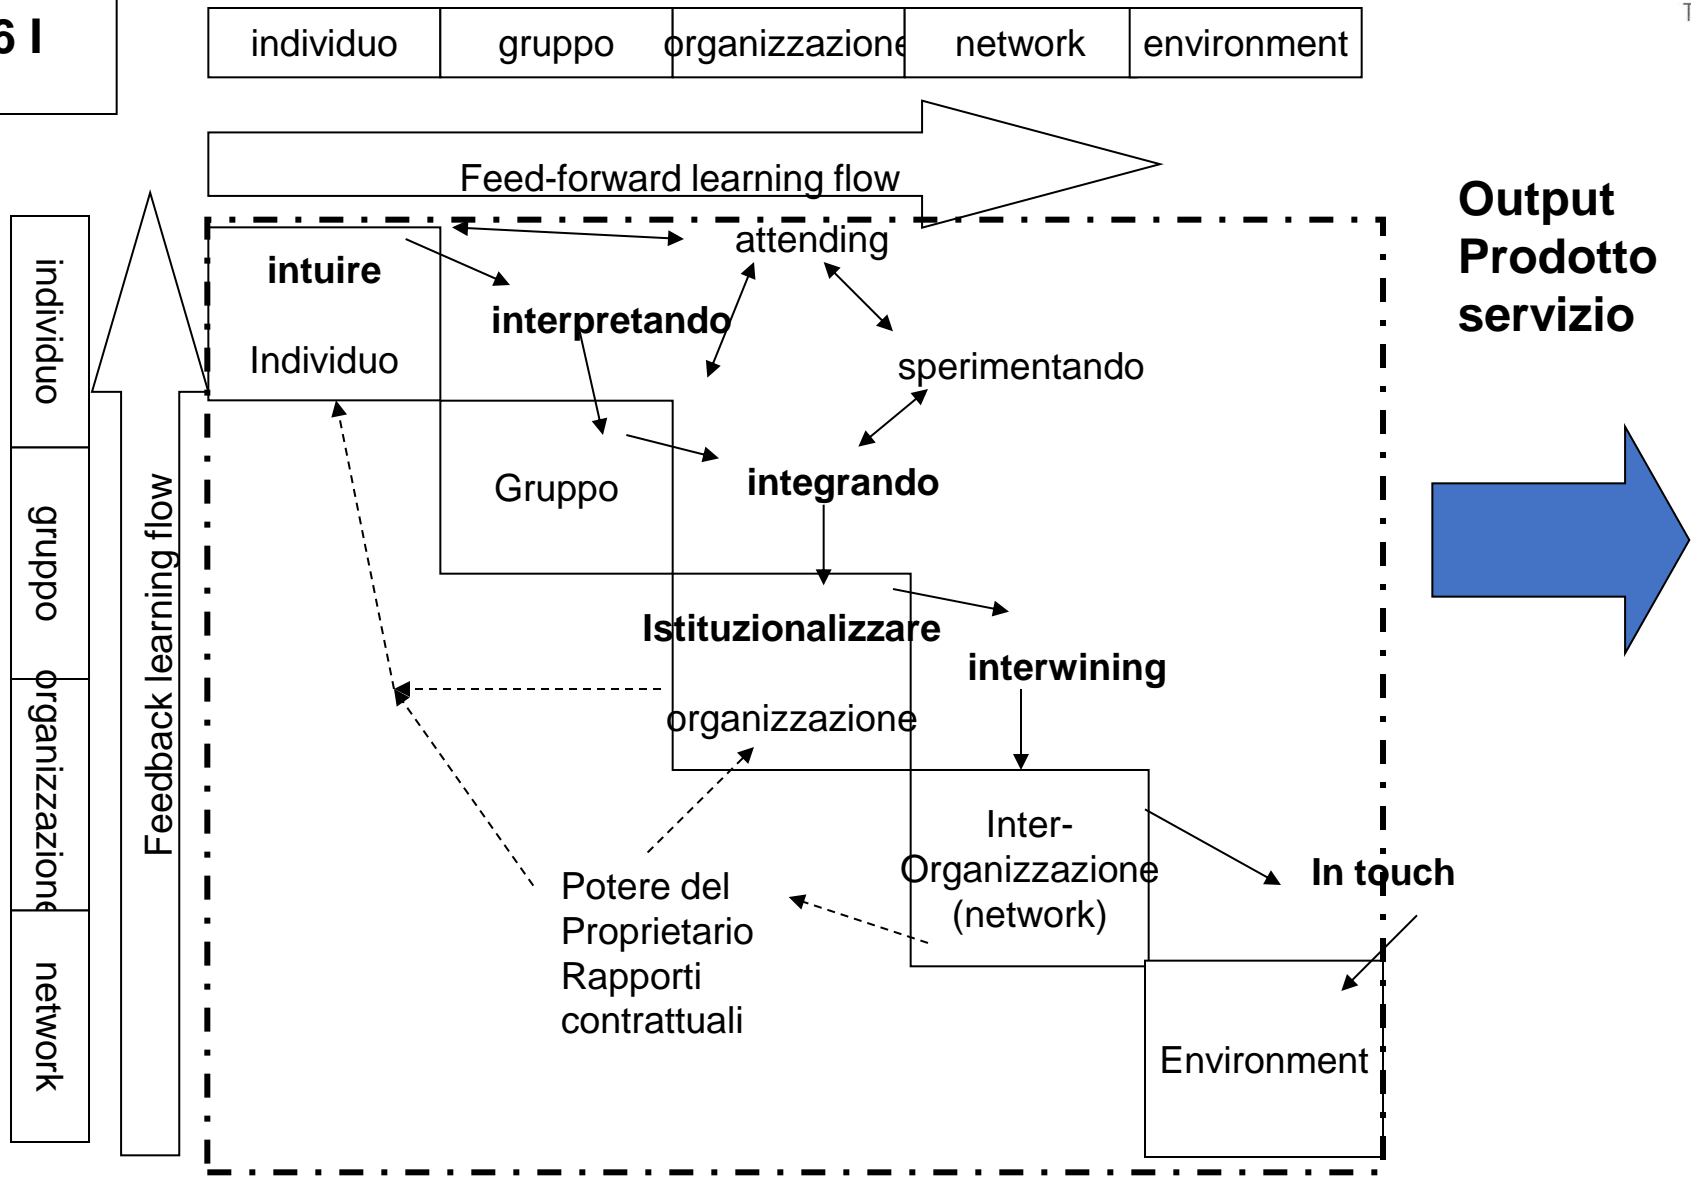 6 I
individuo
gruppo
organizzazione
network
environment
Feed-forward learning flow
individuo
gruppo
organizzazione
network
Feedback learning flow
intuire
Individuo
attending
interpretando
sperimentando
Gruppo
integrando
Istituzionalizzare
organizzazione
interwining
Inter-
Organizzazione
(network)
In touch
Potere del
Proprietario
Rapporti
contrattuali
Environment
Output
Prodotto
servizio